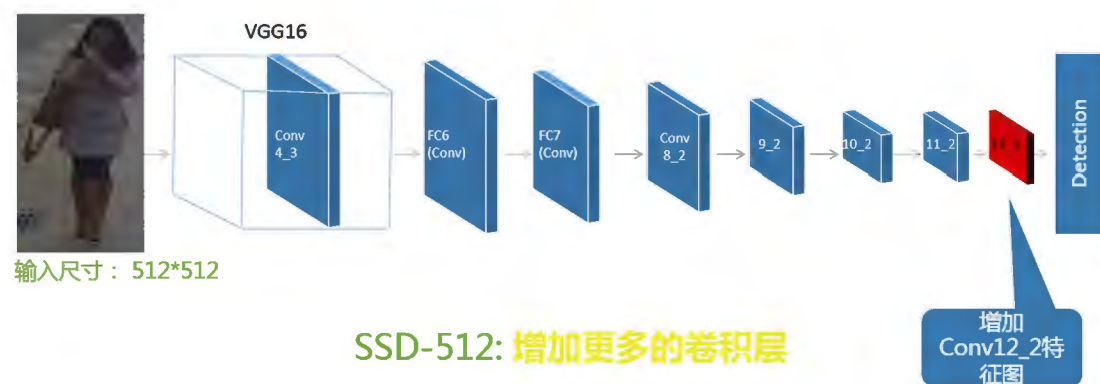 VGG16
Conv
4_3
FC6
(Conv)
FC7
(Conv)
Conv
8_2
9_2
10_2
11_2
Detection
输入尺寸： 512*512
SSD-512: 增加更多的卷积层
增加
Conv12_2特
征图